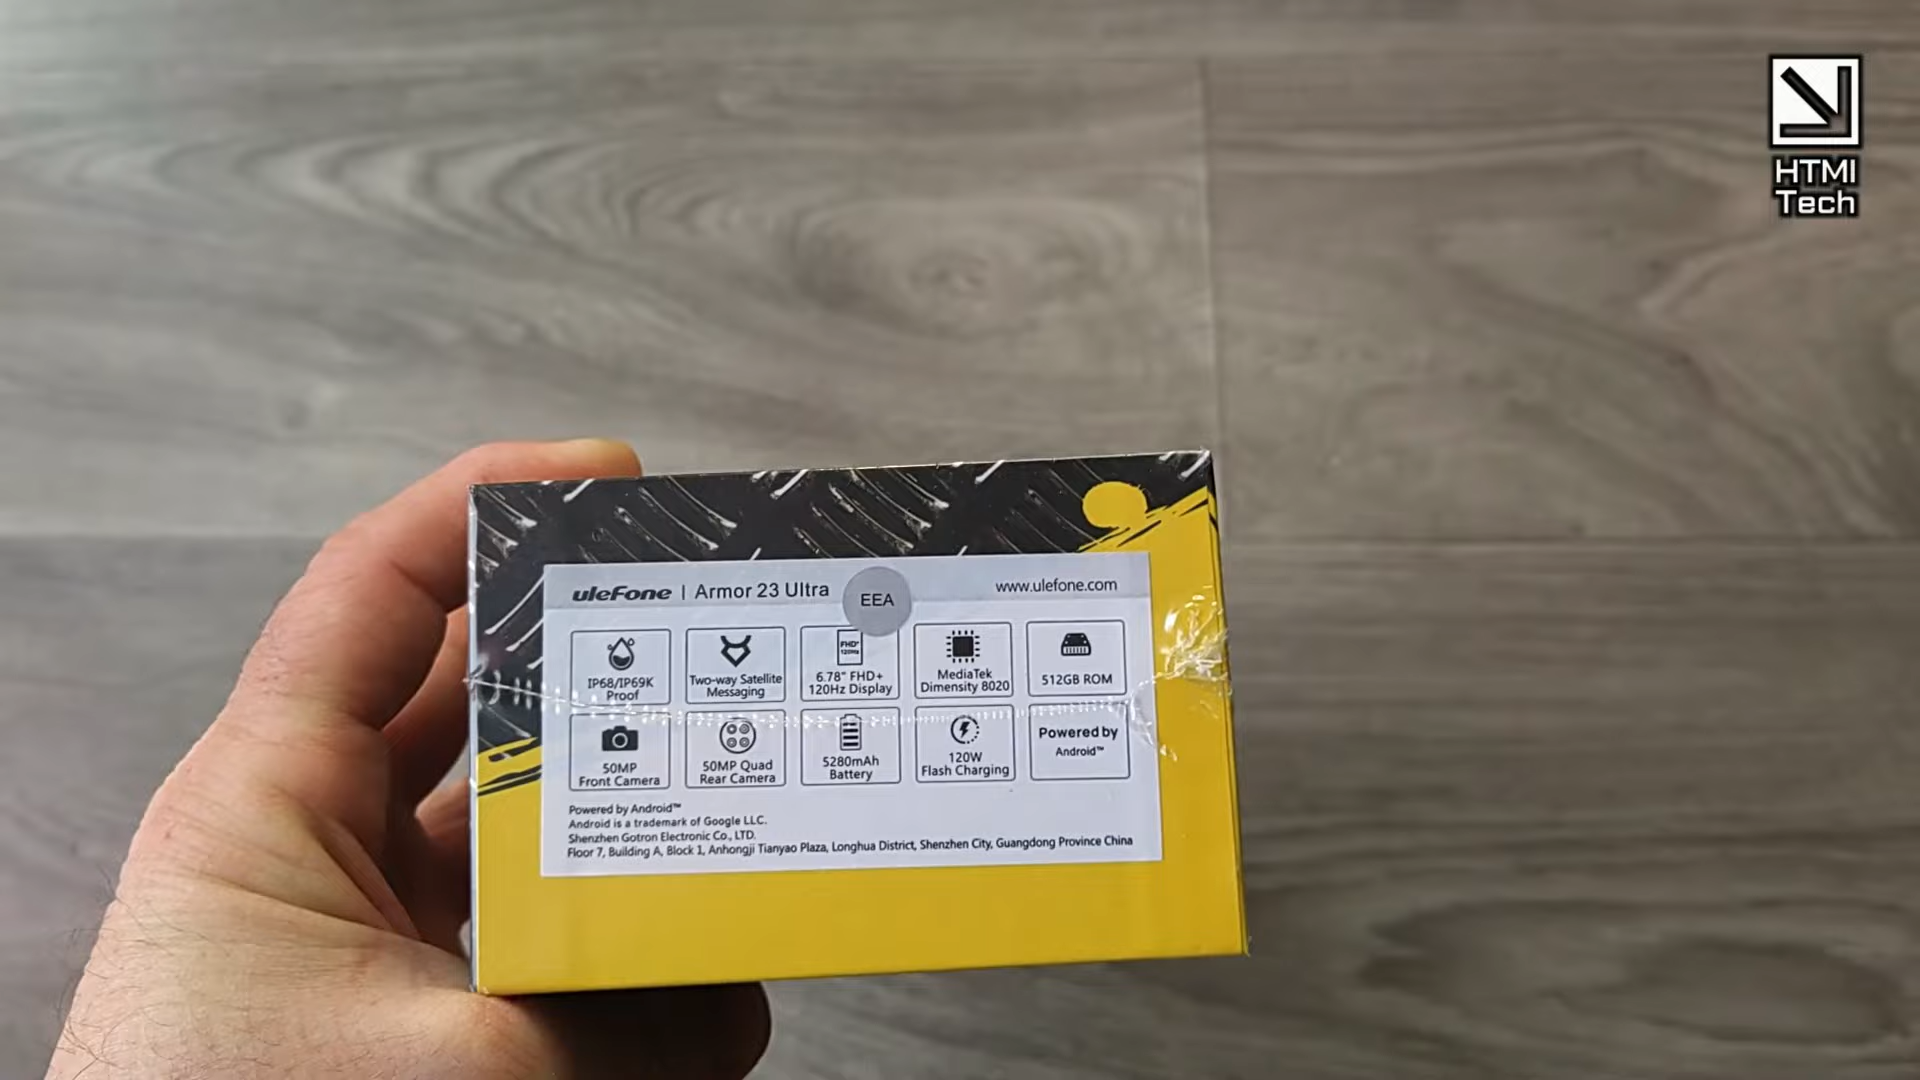 HTMI
Tech
uleFone | Armor 23 Ultra
EEA
www.ulefone.com
IP68/IP69K
Proof
Two-way Satellite
Messaging
FHD+
120Hz
6.78" FHD+
120Hz Display
MediaTek
Dimensity 8020
512GB ROM
50MP
Front Camera
50MP Quad
Rear Camera
5280mAh
Battery
120W
Flash Charging
Powered by
Android™
Powered by Android™
Android is a trademark of Google LLC.
Shenzhen Gotron Electronic Co., LTD.
Floor 7, Building A, Block 1, Anhongji Tianyao Plaza, Longhua District, Shenzhen City, Guangdong Province China